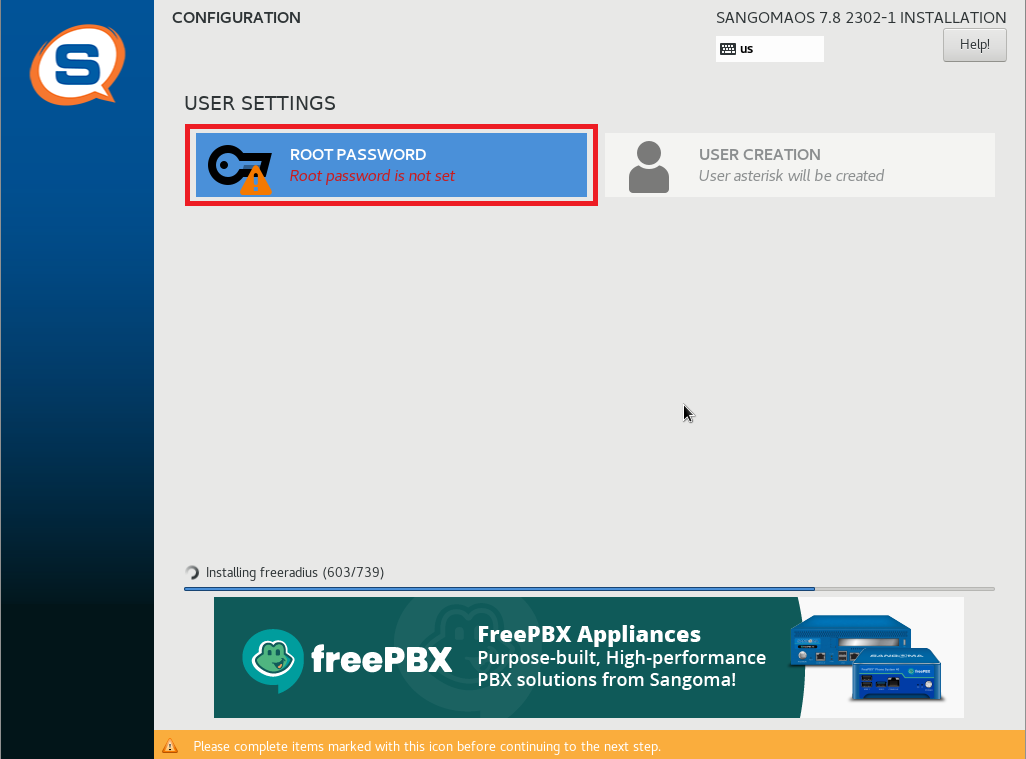 CONFIGURATION
SANGOMAOS 7.8 2302-1 INSTALLATION
us
Help!
USER SETTINGS
ROOT PASSWORD
Root password is not set
USER CREATION
User asterisk will be created
Installing freeradius (603/739)
freePBX
FreePBX Appliances
Purpose-built, High-performance
PBX solutions from Sangoma!
SANGOMA
freePBX
Please complete items marked with this icon before continuing to the next step.